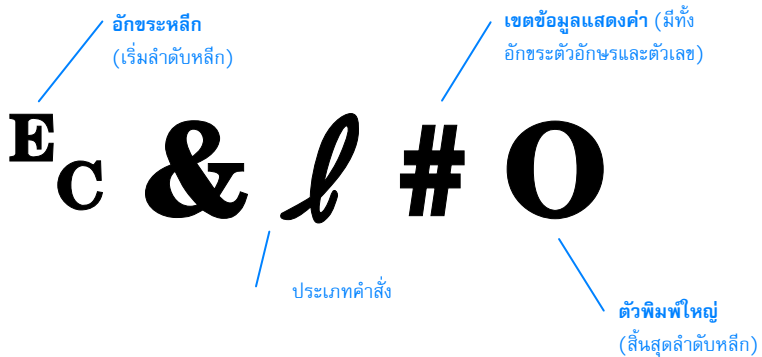 อักขระหลีก
(เริ่มลำดับหลีก)
เขตข้อมูลแสดงค่า (มีทั้ง
อักขระตัวอักษรและตัวเลข)
EC & ℓ # O
ประเภทคำสั่ง
ตัวพิมพ์ใหญ่
(สิ้นสุดลำดับหลีก)